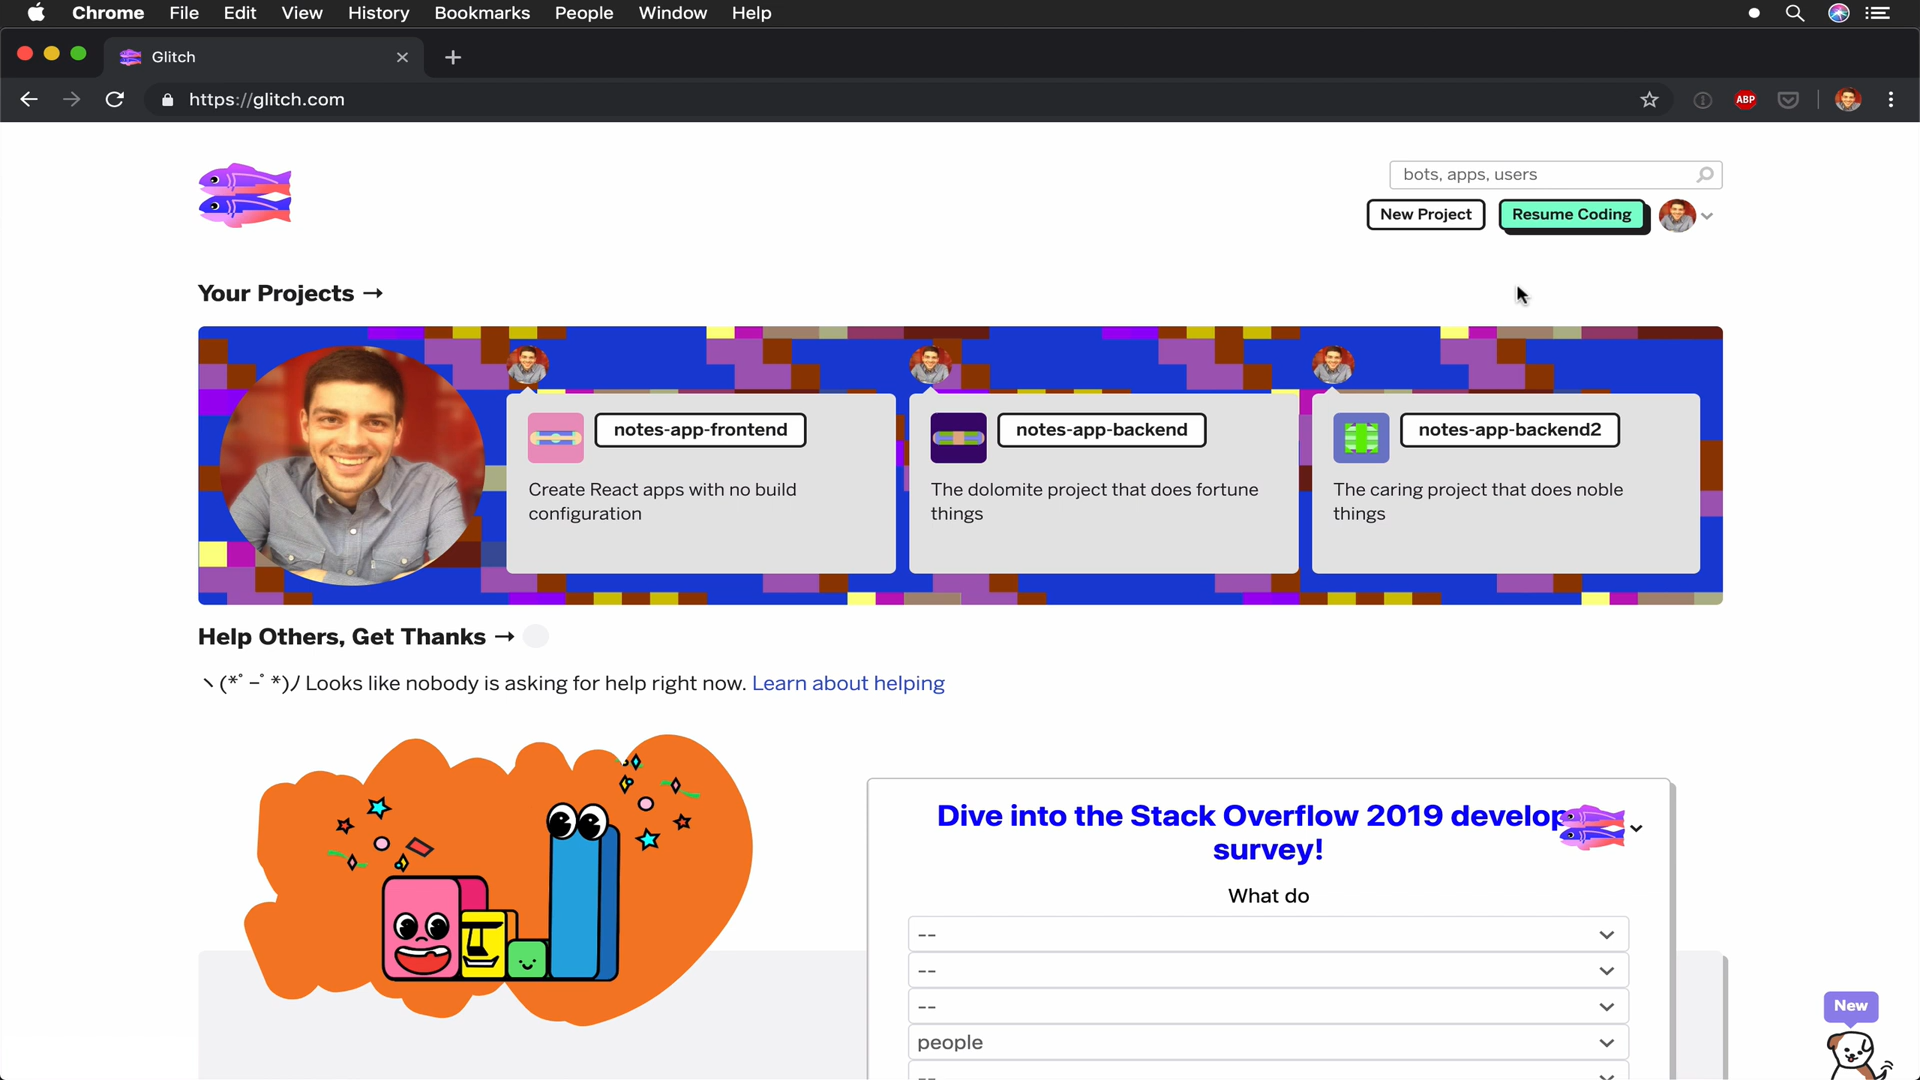 Chrome File Edit View History Bookmarks People Window Help
Glitch
https://glitch.com
ABP
bots, apps, users
New Project Resume Coding
Your Projects →
notes-app-frontend
Create React apps with no build
configuration
notes-app-backend
The dolomite project that does fortune
things
notes-app-backend2
The caring project that does noble
things
Help Others, Get Thanks →
ヽ(*ﾟｰﾟ*)ﾉ Looks like nobody is asking for help right now. Learn about helping
Dive into the Stack Overflow 2019 develop
survey!
What do
--
--
--
people
--
New